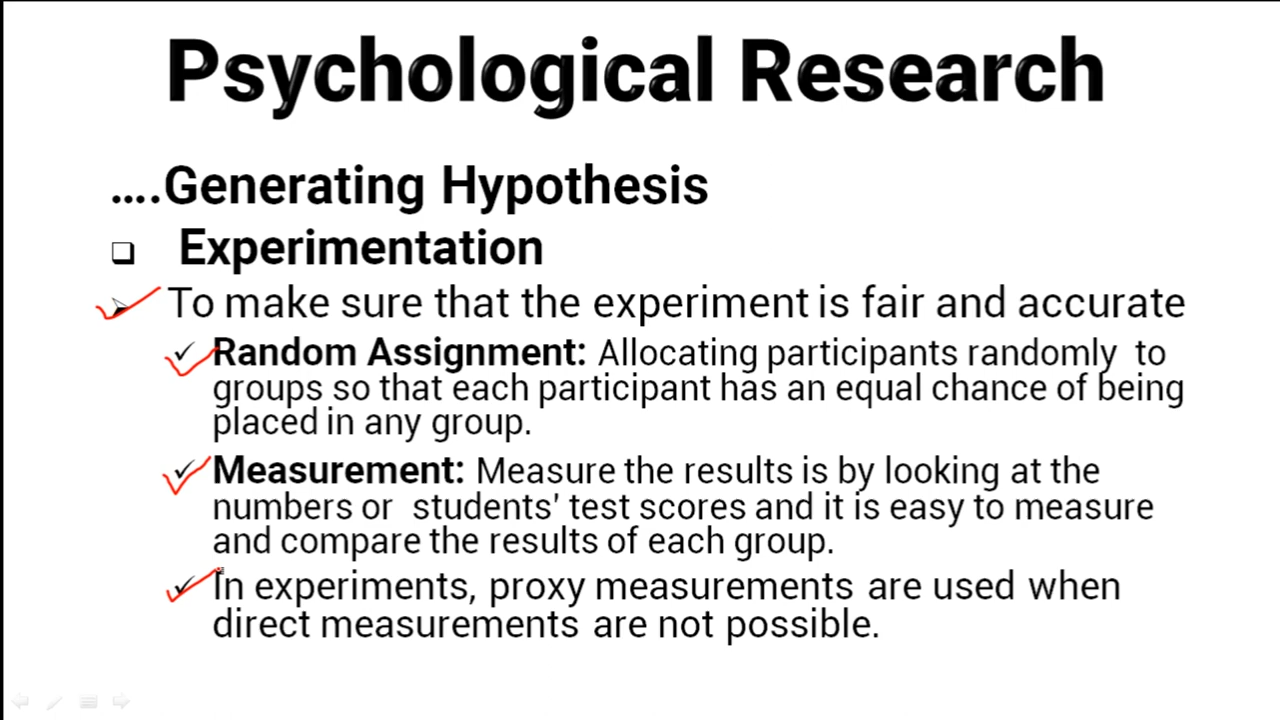 Psychological Research
....Generating Hypothesis
Experimentation
To make sure that the experiment is fair and accurate
Random Assignment: Allocating participants randomly to
groups so that each participant has an equal chance of being
placed in any group.
Measurement: Measure the results is by looking at the
numbers or students' test scores and it is easy to measure
and compare the results of each group.
In experiments, proxy measurements are used when
direct measurements are not possible.